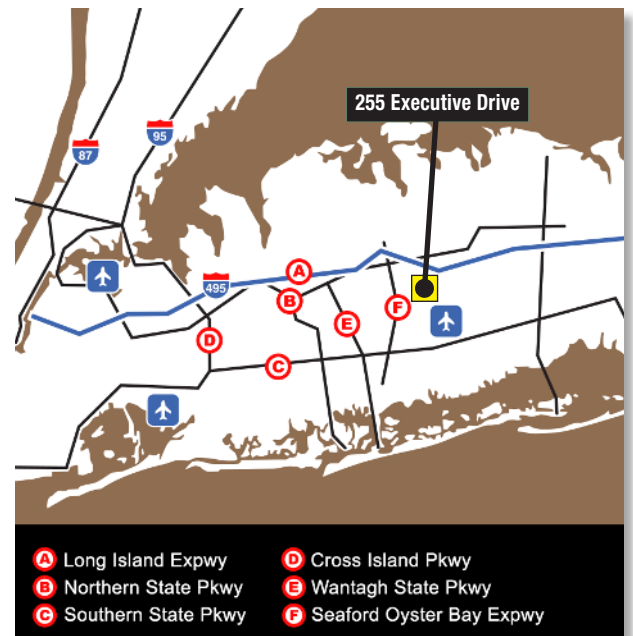 255 Executive Drive
95
87
A
495
B
F
E
D
C
A Long Island Expwy
B Northern State Pkwy
C Southern State Pkwy
D Cross Island Pkwy
E Wantagh State Pkwy
F Seaford Oyster Bay Expwy